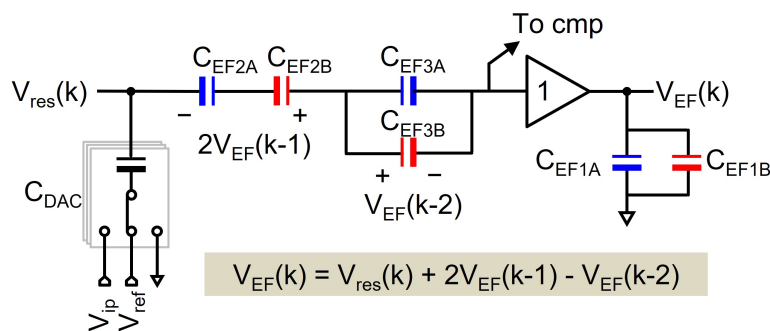 To cmp
C_EF2A C_EF2B C_EF3A
V_res(k) 1 V_EF(k)
− +
2V_EF(k-1)
C_EF3B
+ −
V_EF(k-2)
C_EF1A C_EF1B
C_DAC
V_ip V_ref
V_EF(k) = V_res(k) + 2V_EF(k-1) - V_EF(k-2)